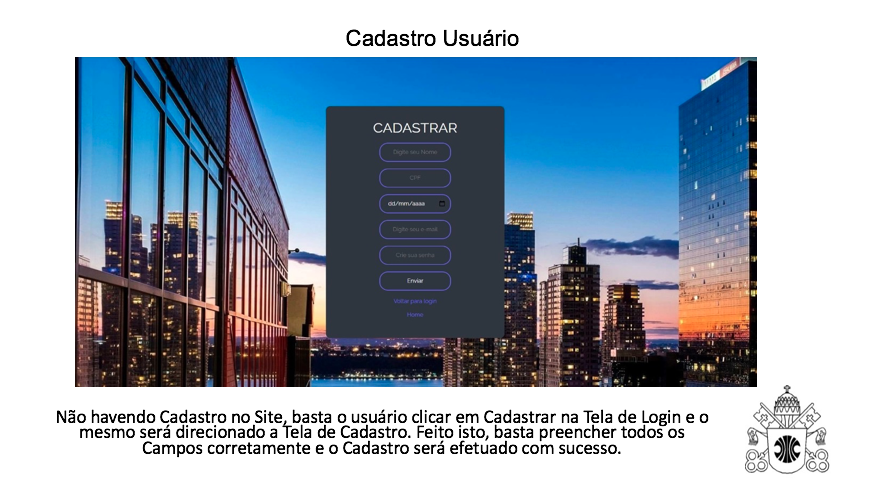 Cadastro Usuário
CADASTRAR
Digite seu Nome
CPF
dd/mm/aaaa
Digite seu e-mail
Crie sua senha
Enviar
Voltar para login
Home
Não havendo Cadastro no Site, basta o usuário clicar em Cadastrar na Tela de Login e o
mesmo será direcionado a Tela de Cadastro. Feito isto, basta preencher todos os
Campos corretamente e o Cadastro será efetuado com sucesso.